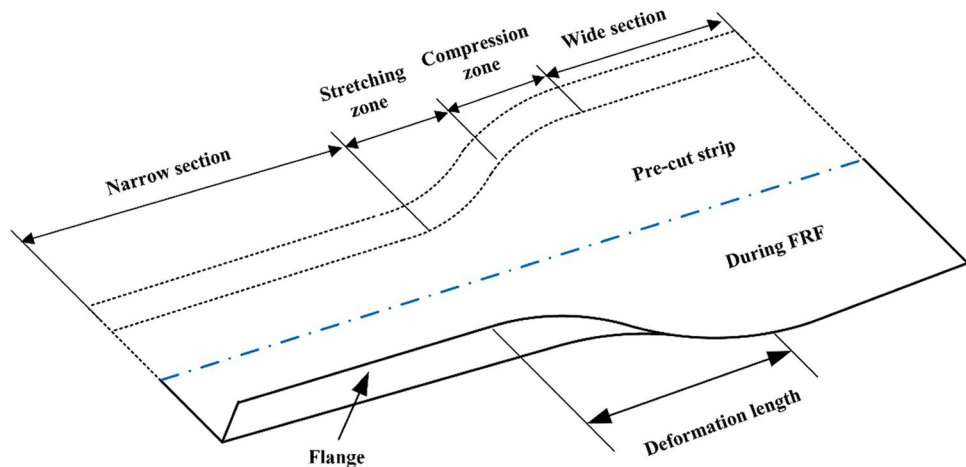 Wide section
Compression
zone
Stretching
zone
Narrow section
Pre-cut strip
During FRF
Deformation length
Flange